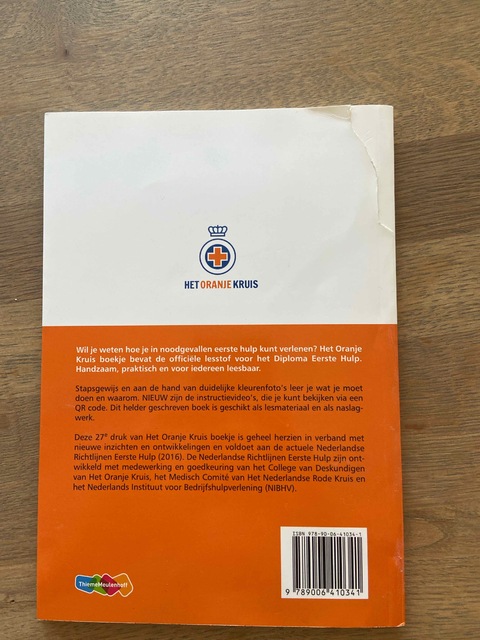 HET ORANJE KRUIS
Wil je weten hoe je in noodgevallen eerste hulp kunt verlenen? Het Oranje
Kruis boekje bevat de officiële lesstof voor het Diploma Eerste Hulp.
Handzaam, praktisch en voor iedereen leesbaar.
Stapsgewijs en aan de hand van duidelijke kleurenfoto's leer je wat je moet
doen en waarom. NIEUW zijn de instructievideo's, die je kunt bekijken via een
QR code. Dit helder geschreven boek is geschikt als lesmateriaal en als naslag-
werk.
Deze 27e druk van Het Oranje Kruis boekje is geheel herzien in verband met
nieuwe inzichten en ontwikkelingen en voldoet aan de actuele Nederlandse
Richtlijnen Eerste Hulp (2016). De Nederlandse Richtlijnen Eerste Hulp zijn ont-
wikkeld met medewerking en goedkeuring van het College van Deskundigen
van Het Oranje Kruis, het Medisch Comité van Het Nederlandse Rode Kruis en
het Nederlands Instituut voor Bedrijfshulpverlening (NIBHV).
ISBN 978-90-06-41034-1
9 789006 410341
ThiemeMeulenhoff